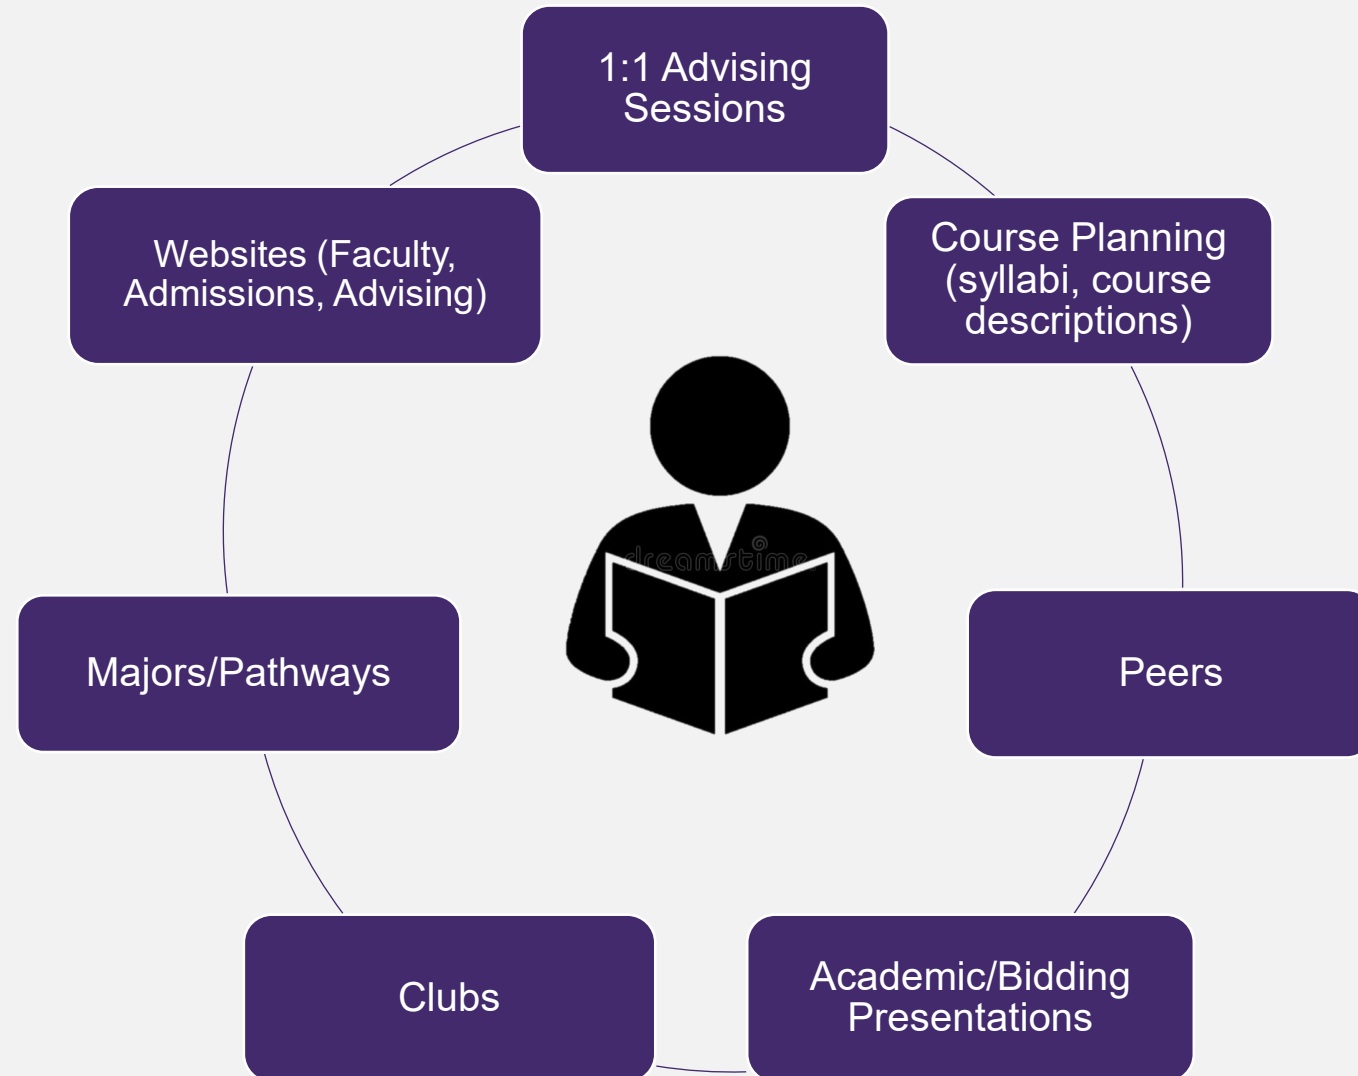 1:1 Advising
Sessions
Course Planning
(syllabi, course
descriptions)
Peers
Academic/Bidding
Presentations
Clubs
Majors/Pathways
Websites (Faculty,
Admissions, Advising)
dreamstime